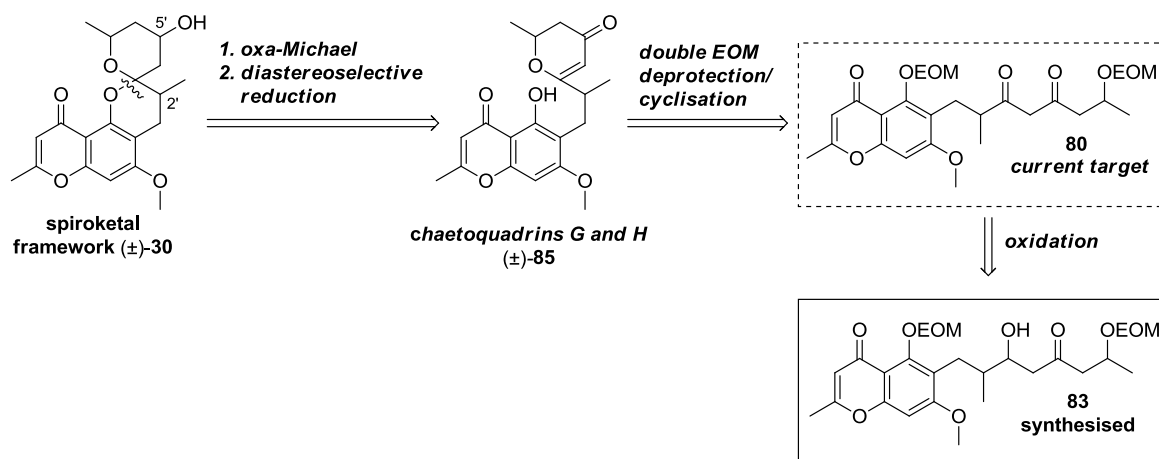 5'
OH
O
O
2'
O
O
O
spiroketal
framework (±)-30
1. oxa-Michael
2. diastereoselective
reduction
O
O
O
OH
O
O
chaetoquadrins G and H
(±)-85
double EOM
deprotection/
cyclisation
O
OEOM
O
O
OEOM
O
O
80
current target
oxidation
O
OEOM
OH
O
OEOM
O
O
83
synthesised